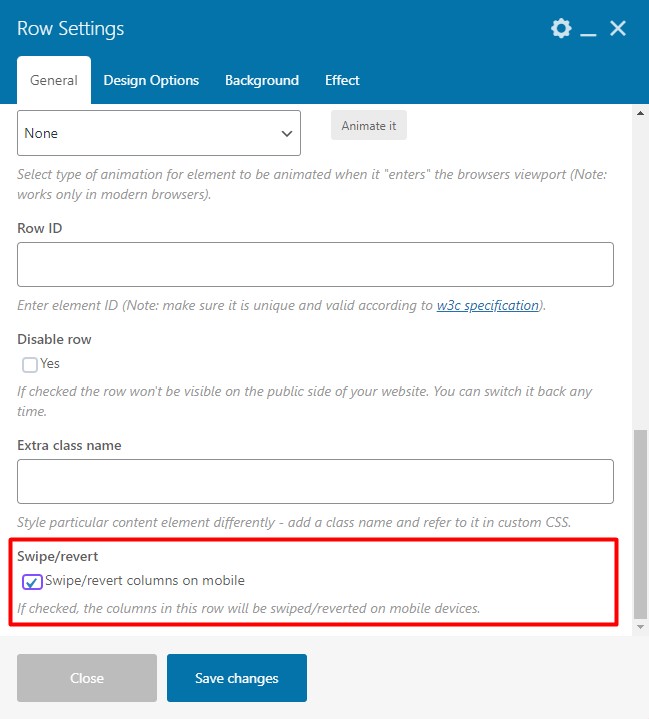 Row Settings
General Design Options Background Effect
None Animate it
Select type of animation for element to be animated when it "enters" the browsers viewport (Note:
works only in modern browsers).
Row ID
Enter element ID (Note: make sure it is unique and valid according to w3c specification).
Disable row
Yes
If checked the row won't be visible on the public side of your website. You can switch it back any
time.
Extra class name
Style particular content element differently - add a class name and refer to it in custom CSS.
Swipe/revert
Swipe/revert columns on mobile
If checked, the columns in this row will be swiped/reverted on mobile devices.
Close Save changes